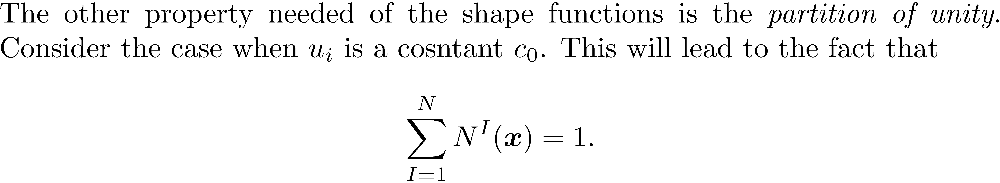 The other property needed of the shape functions is the partition of unity.
Consider the case when $u_i$ is a cosntant $c_0$. This will lead to the fact that
$$\sum_{I=1}^{N} N^I(\boldsymbol{x}) = 1.$$